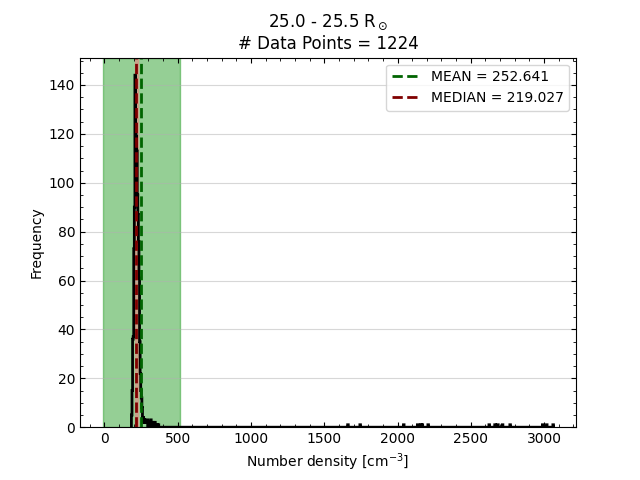 25.0 - 25.5 R⊙
# Data Points = 1224
MEAN = 252.641
MEDIAN = 219.027
Frequency
140
120
100
80
60
40
20
0
0 500 1000 1500 2000 2500 3000
Number density [cm⁻³]